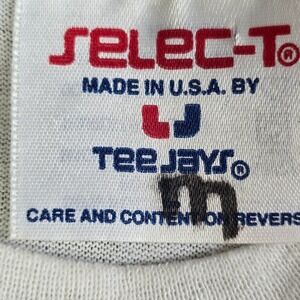 SELEC-T®
MADE IN U.S.A. BY
TEE JAYS®
m
CARE AND CONTENT ON REVERS